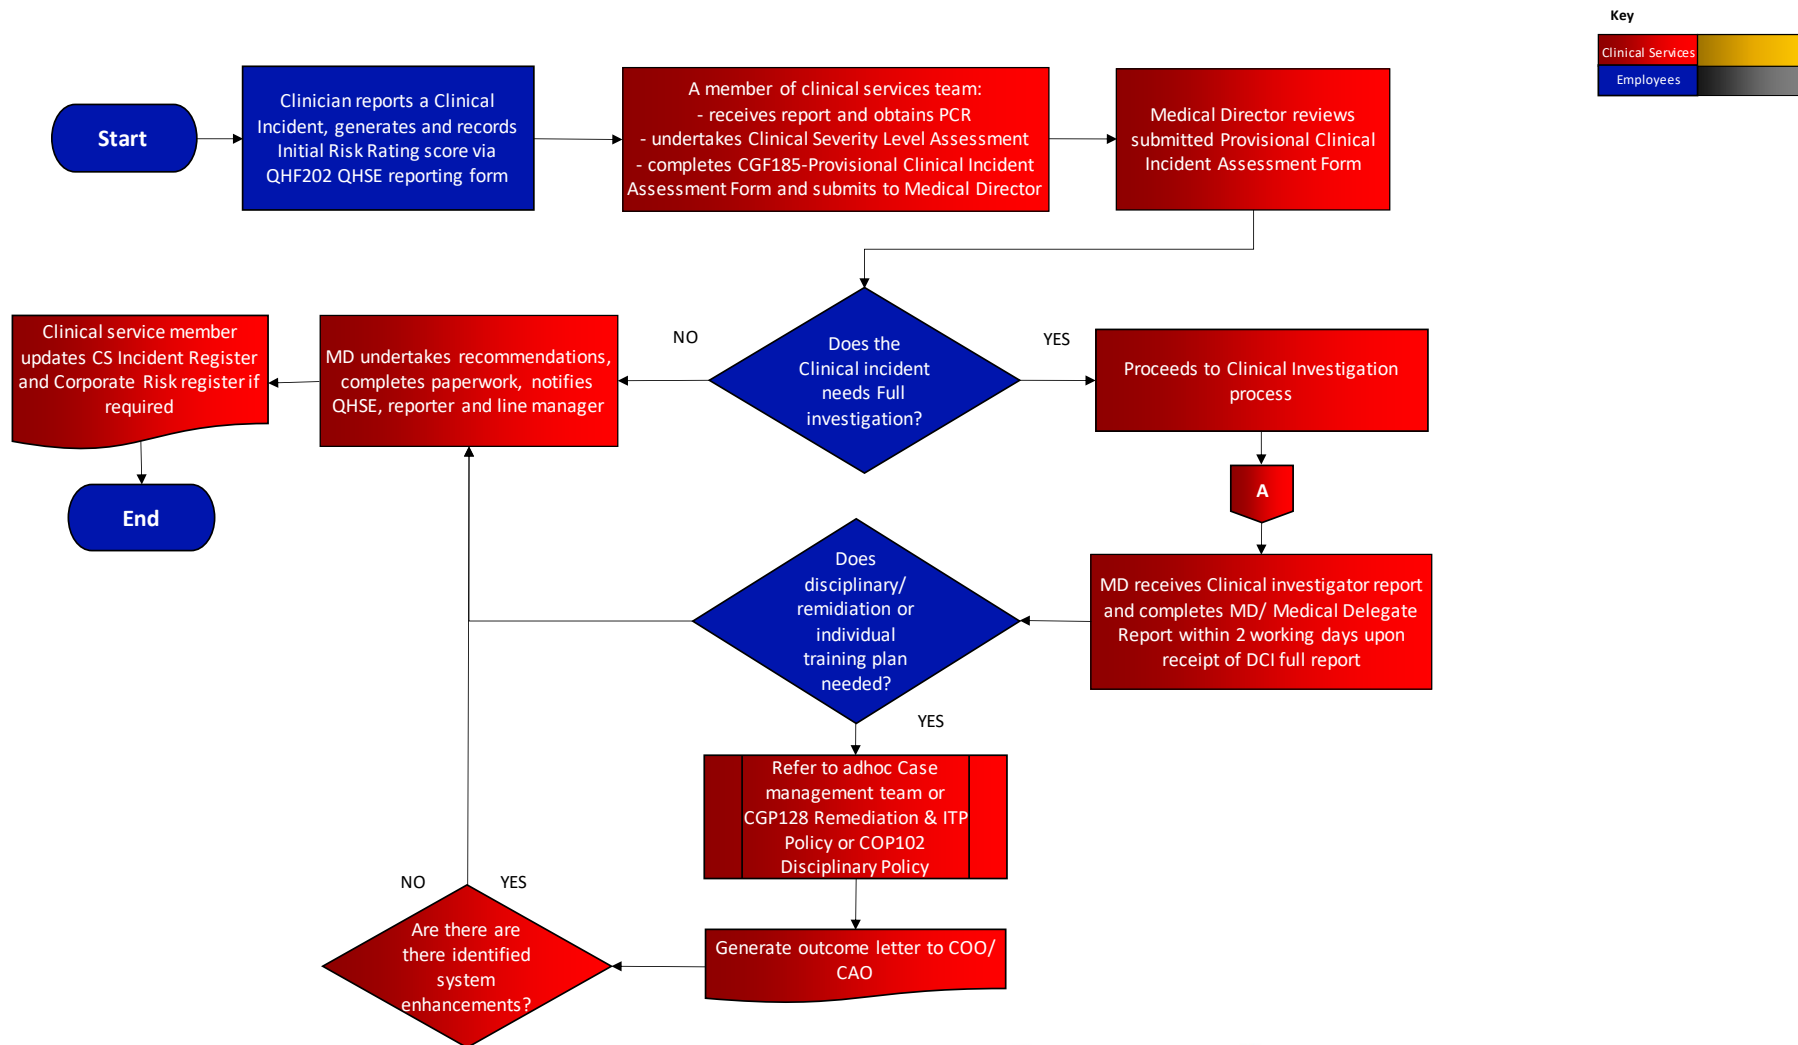 Key
Clinical Services
Employees
Start
Clinician reports a Clinical
Incident, generates and records
Initial Risk Rating score via
QHF202 QHSE reporting form
A member of clinical services team:
- receives report and obtains PCR
- undertakes Clinical Severity Level Assessment
- completes CGF185-Provisional Clinical Incident
Assessment Form and submits to Medical Director
Medical Director reviews
submitted Provisional Clinical
Incident Assessment Form
Clinical service member
updates CS Incident Register
and Corporate Risk register if
required
MD undertakes recommendations,
completes paperwork, notifies
QHSE, reporter and line manager
NO
Does the
Clinical incident
needs Full
investigation?
YES
Proceeds to Clinical Investigation
process
A
End
Does
disciplinary/
remidiation or
individual
training plan
needed?
MD receives Clinical investigator report
and completes MD/ Medical Delegate
Report within 2 working days upon
receipt of DCI full report
YES
Refer to adhoc Case
management team or
CGP128 Remediation & ITP
Policy or COP102
Disciplinary Policy
NO
YES
Are there are
there identified
system
enhancements?
Generate outcome letter to COO/
CAO